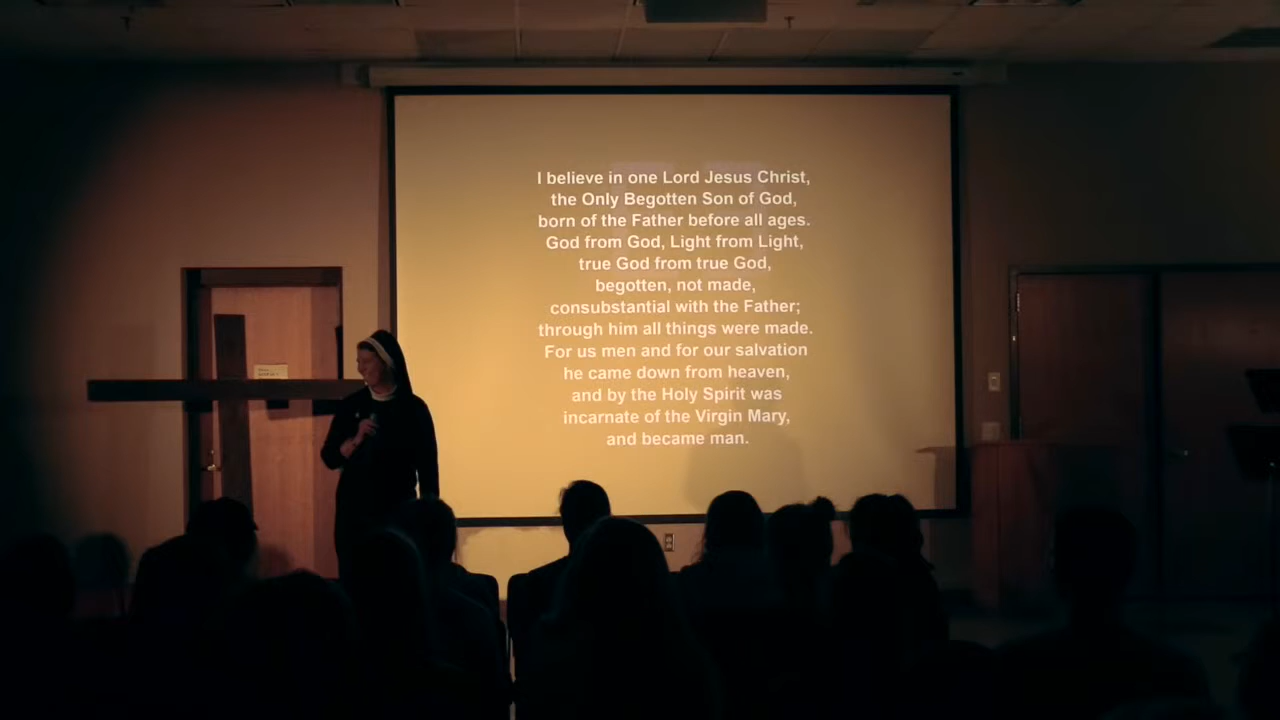 I believe in one Lord Jesus Christ,
the Only Begotten Son of God,
born of the Father before all ages.
God from God, Light from Light,
true God from true God,
begotten, not made,
consubstantial with the Father;
through him all things were made.
For us men and for our salvation
he came down from heaven,
and by the Holy Spirit was
incarnate of the Virgin Mary,
and became man.